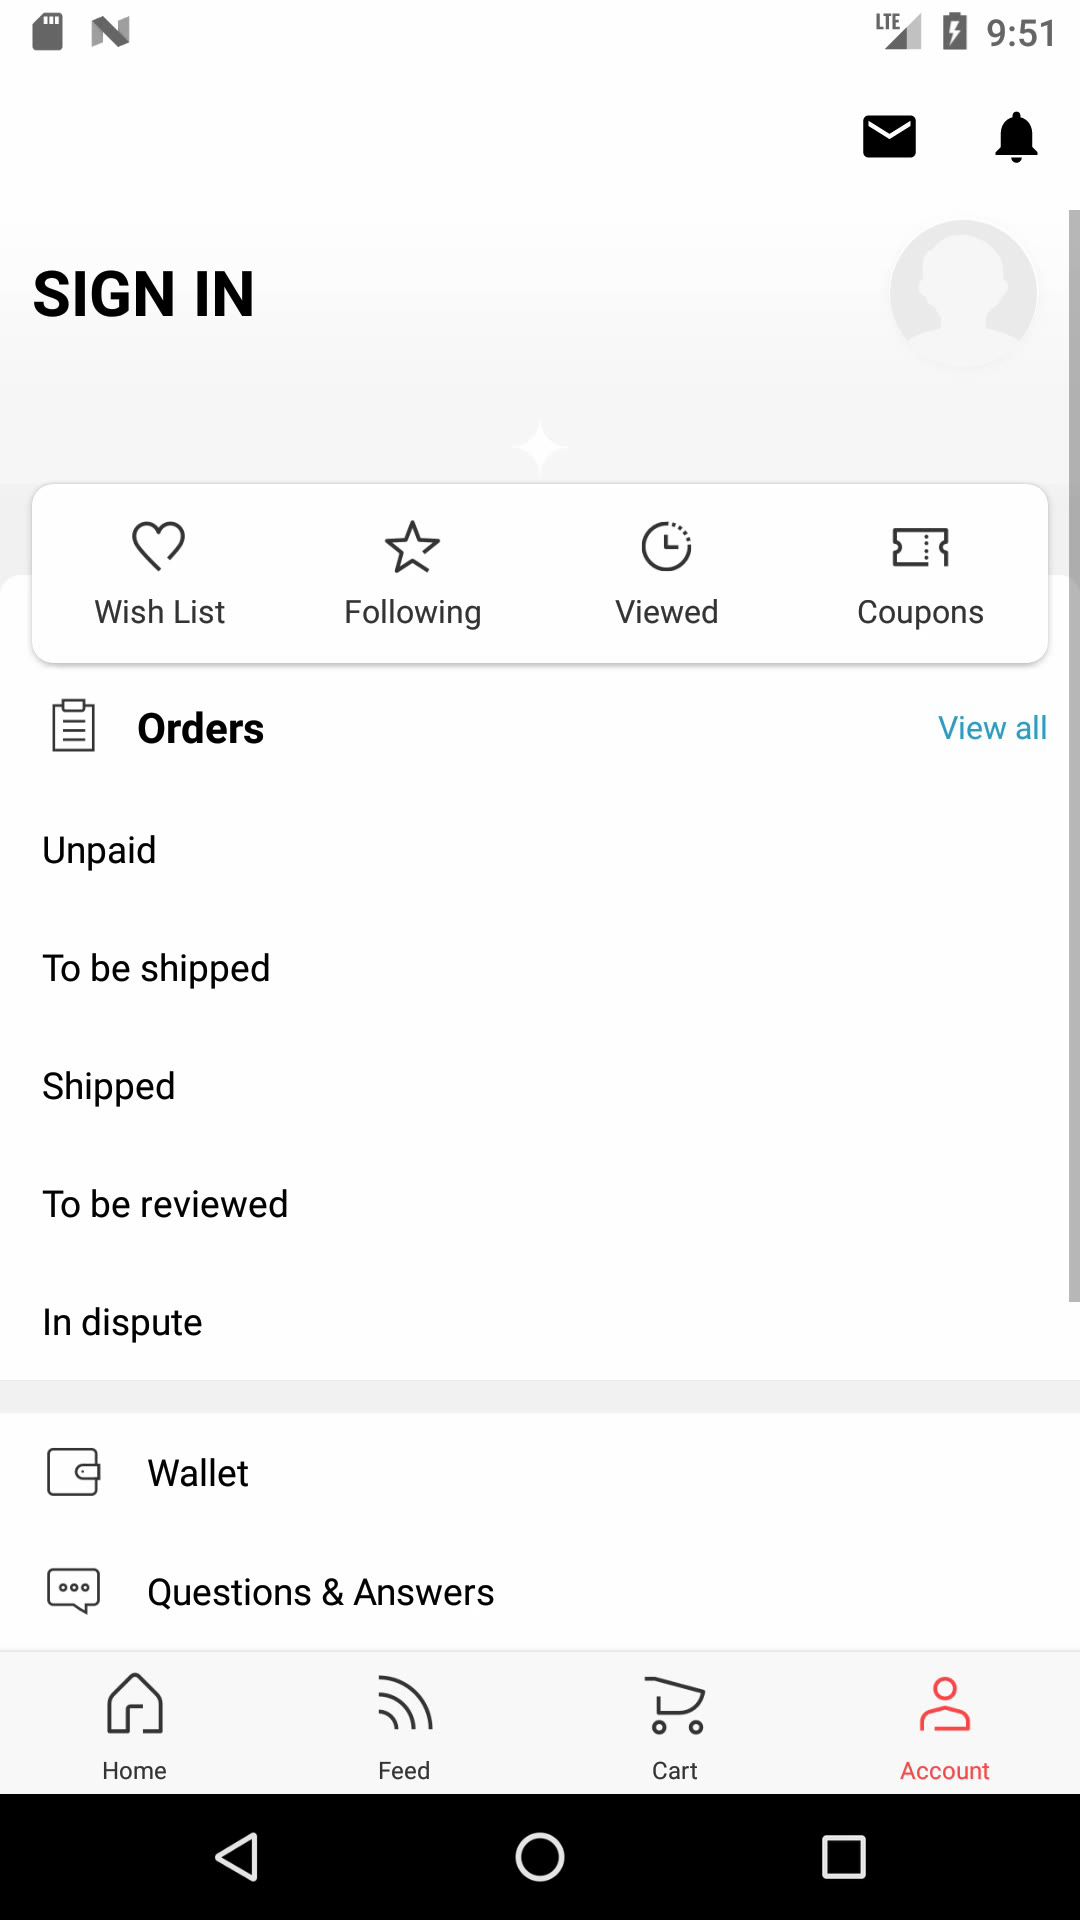 LTE 9:51
SIGN IN
Wish List Following Viewed Coupons
Orders View all
Unpaid
To be shipped
Shipped
To be reviewed
In dispute
Wallet
Questions & Answers
Home Feed Cart Account